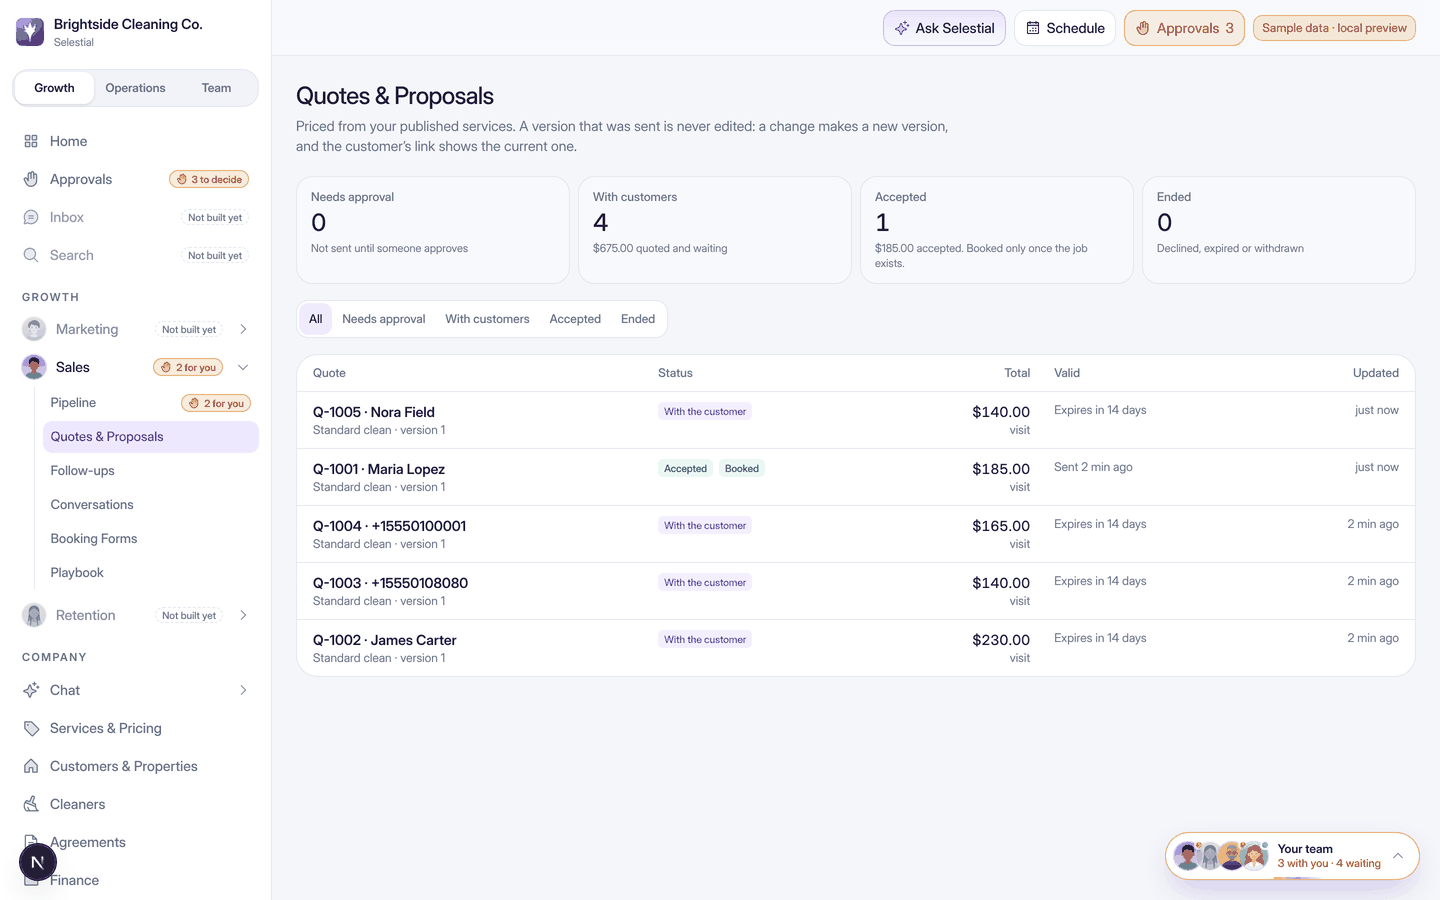 Brightside Cleaning Co.
Selestial
Growth
Operations
Team
Home
Approvals
3 to decide
Inbox
Not built yet
Search
Not built yet
GROWTH
Marketing
Not built yet
Sales
2 for you
Pipeline
2 for you
Quotes & Proposals
Follow-ups
Conversations
Booking Forms
Playbook
Retention
Not built yet
COMPANY
Chat
Services & Pricing
Customers & Properties
Cleaners
Agreements
N
Finance
Ask Selestial
Schedule
Approvals 3
Sample data · local preview
Quotes & Proposals
Priced from your published services. A version that was sent is never edited: a change makes a new version,
and the customer's link shows the current one.
Needs approval
0
Not sent until someone approves
With customers
4
$675.00 quoted and waiting
Accepted
1
$185.00 accepted. Booked only once the job
exists.
Ended
0
Declined, expired or withdrawn
All
Needs approval
With customers
Accepted
Ended
Quote Status Total Valid Updated
Q-1005 · Nora Field With the customer $140.00 Expires in 14 days just now
Standard clean · version 1 visit
Q-1001 · Maria Lopez Accepted Booked $185.00 Sent 2 min ago just now
Standard clean · version 1 visit
Q-1004 · +15550100001 With the customer $165.00 Expires in 14 days 2 min ago
Standard clean · version 1 visit
Q-1003 · +15550108080 With the customer $140.00 Expires in 14 days 2 min ago
Standard clean · version 1 visit
Q-1002 · James Carter With the customer $230.00 Expires in 14 days 2 min ago
Standard clean · version 1 visit
Your team
3 with you · 4 waiting